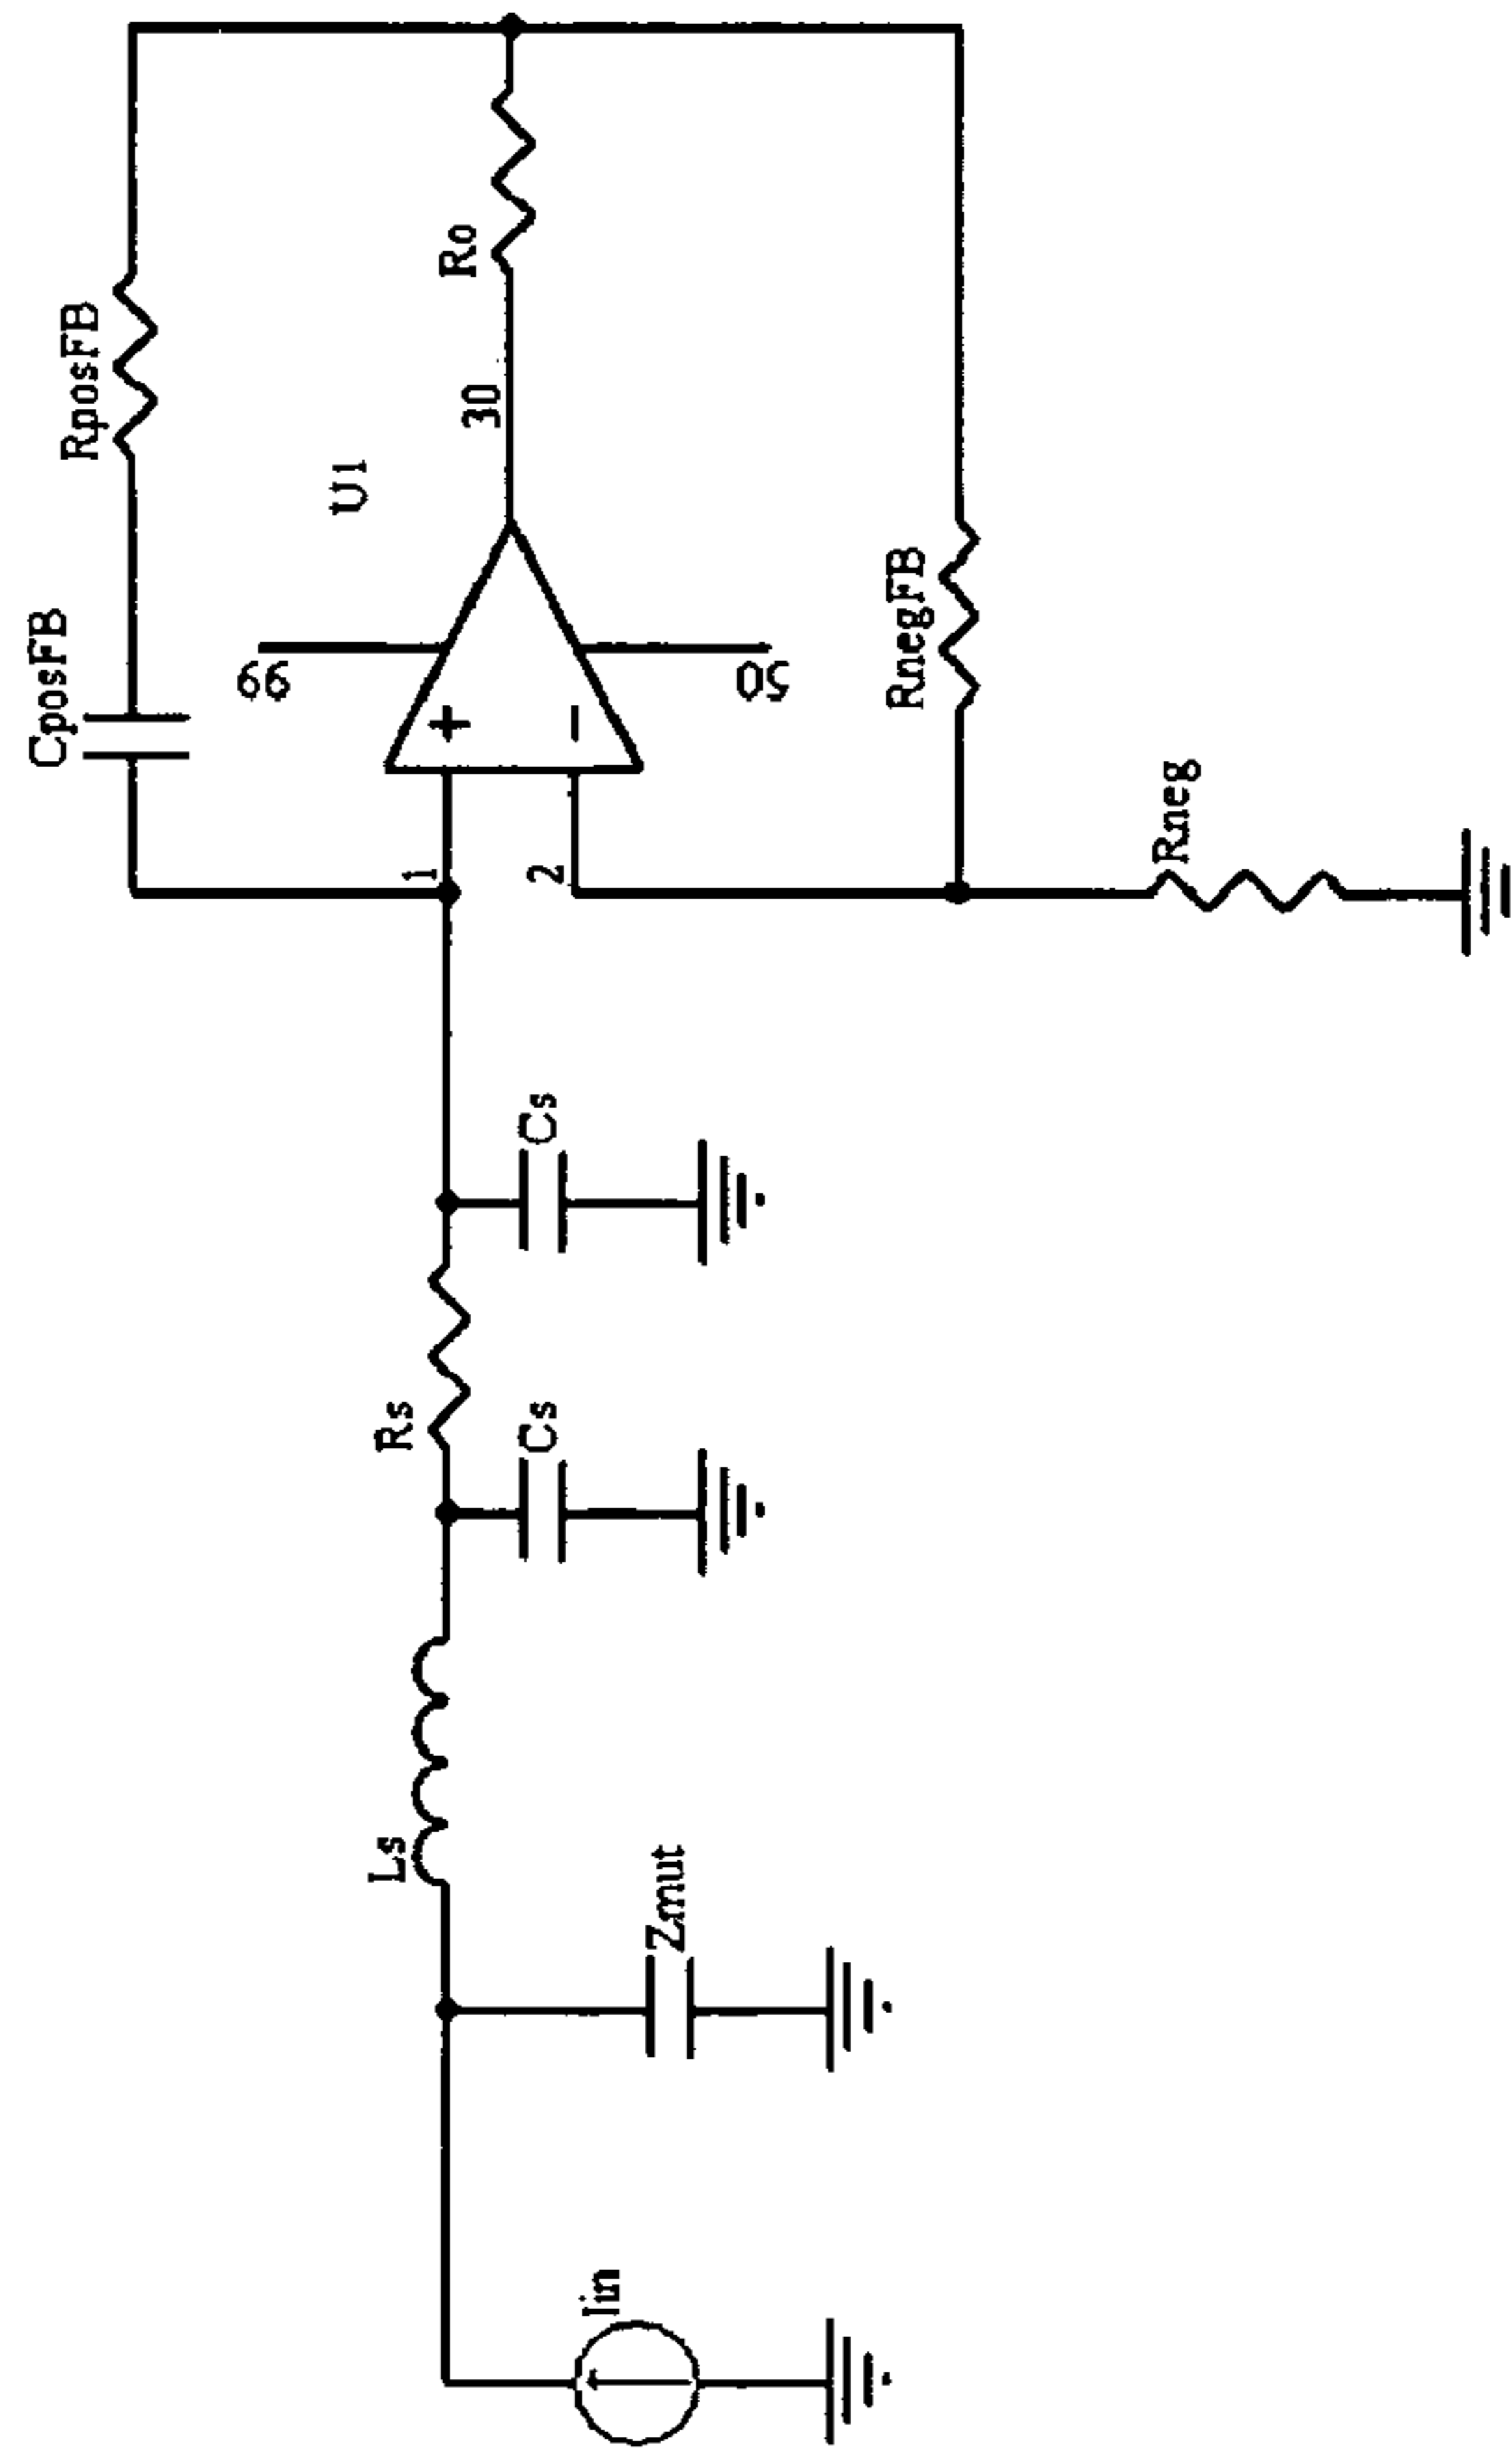 CposFB
RposFB
Ro
U1
30
99
50
1
2
RnegFB
Rneg
Iin
Zmut
Ls
Cs
Rs
Cs